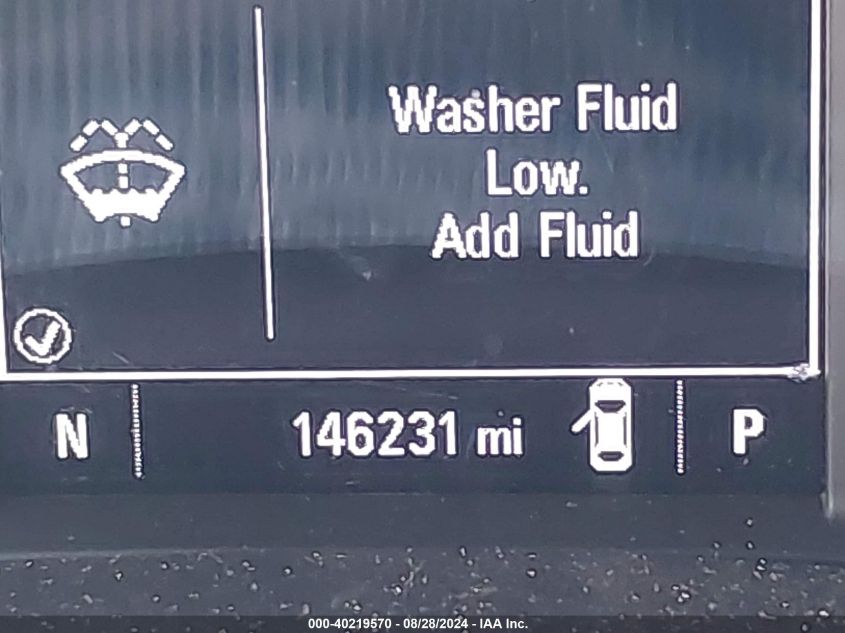 Washer Fluid
Low.
Add Fluid
N 146231 mi P
000-40219570 - 08/28/2024 - IAA Inc.